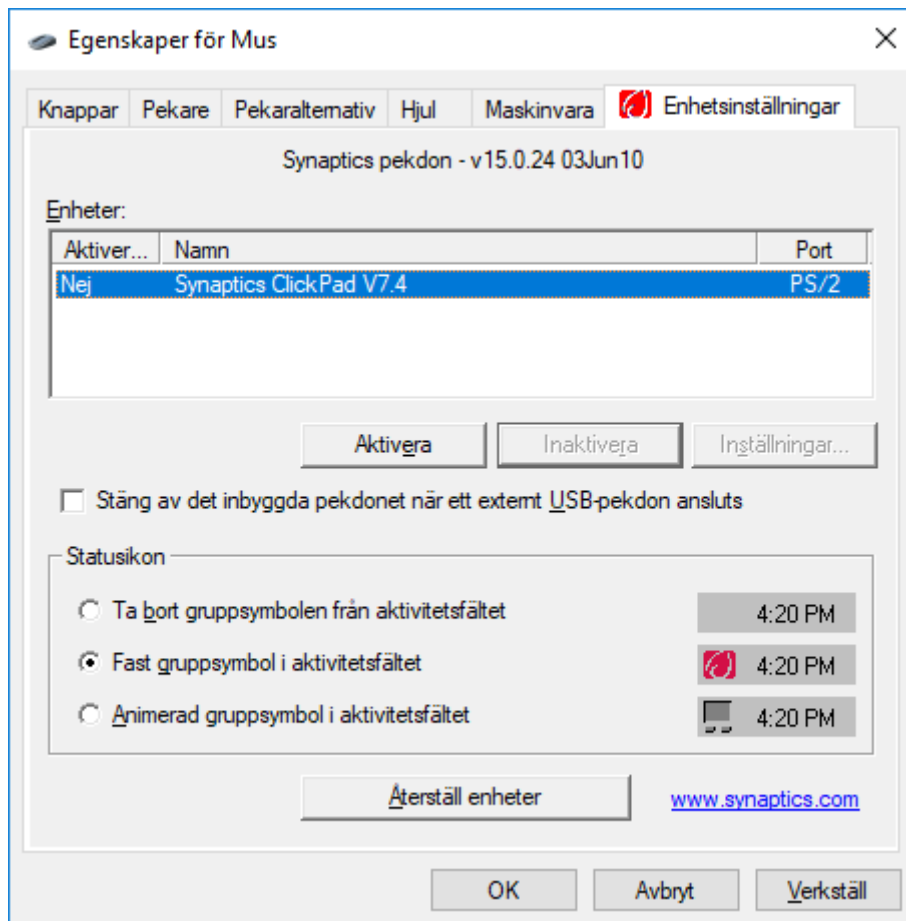 Egenskaper för Mus
Knappar Pekare Pekaralternativ Hjul Maskinvara Enhetsinställningar
Synaptics pekdon - v15.0.24 03Jun10
Enheter:
Aktiver... Namn Port
Nej Synaptics ClickPad V7.4 PS/2
Aktivera Inaktivera Inställningar...
Stäng av det inbyggda pekdonet när ett externt USB-pekdon ansluts
Statusikon
Ta bort gruppsymbolen från aktivitetsfältet 4:20 PM
Fast gruppsymbol i aktivitetsfältet 4:20 PM
Animerad gruppsymbol i aktivitetsfältet 4:20 PM
Återställ enheter www.synaptics.com
OK Avbryt Verkställ